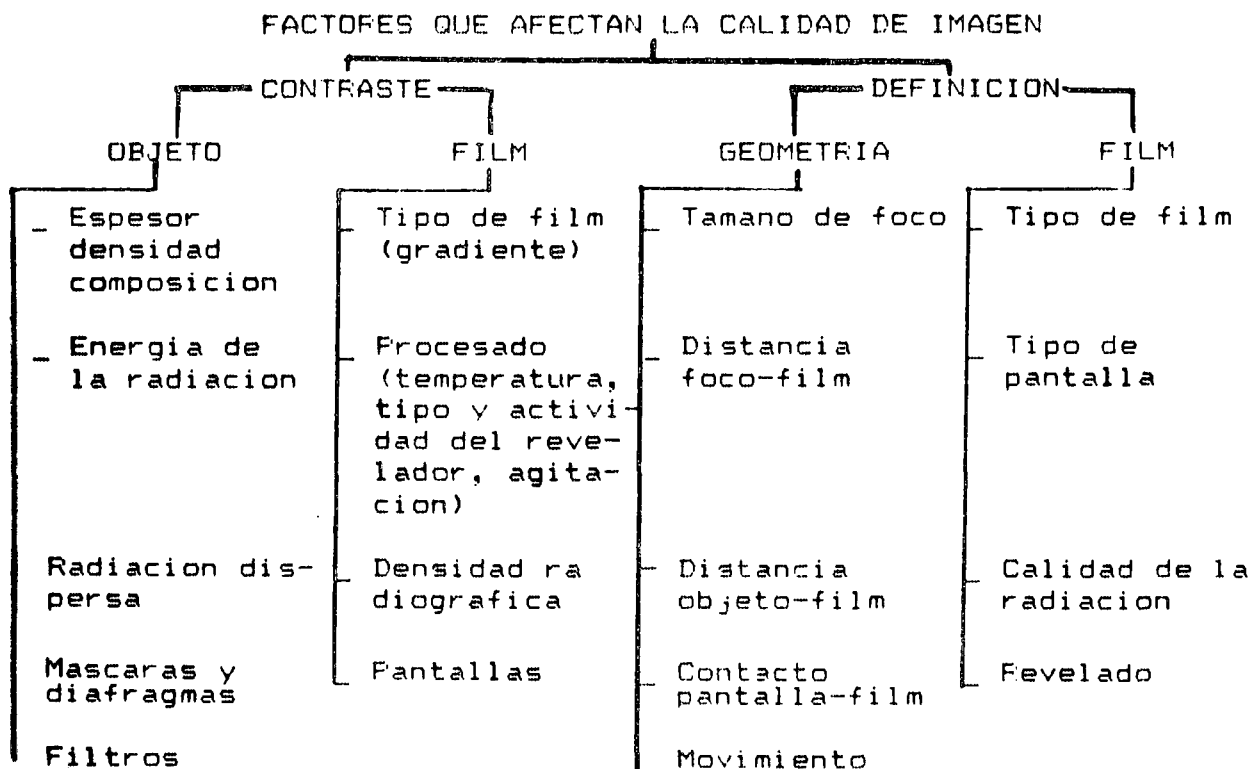 FACTORES QUE AFECTAN LA CALIDAD DE IMAGEN
CONTRASTE
DEFINICION
OBJETO
FILM
GEOMETRIA
FILM
Espesor
densidad
composicion
Energia de
la radiacion
Radiacion dis-
persa
Mascaras y
diafragmas
Filtros
Tipo de film
(gradiente)
Procesado
(temperatura,
tipo y activi-
dad del reve-
lador, agita-
cion)
Densidad ra
diografica
Pantallas
Tamano de foco
Distancia
foco-film
Distancia
objeto-film
Contacto
pantalla-film
Movimiento
Tipo de film
Tipo de
pantalla
Calidad de la
radiacion
Revelado